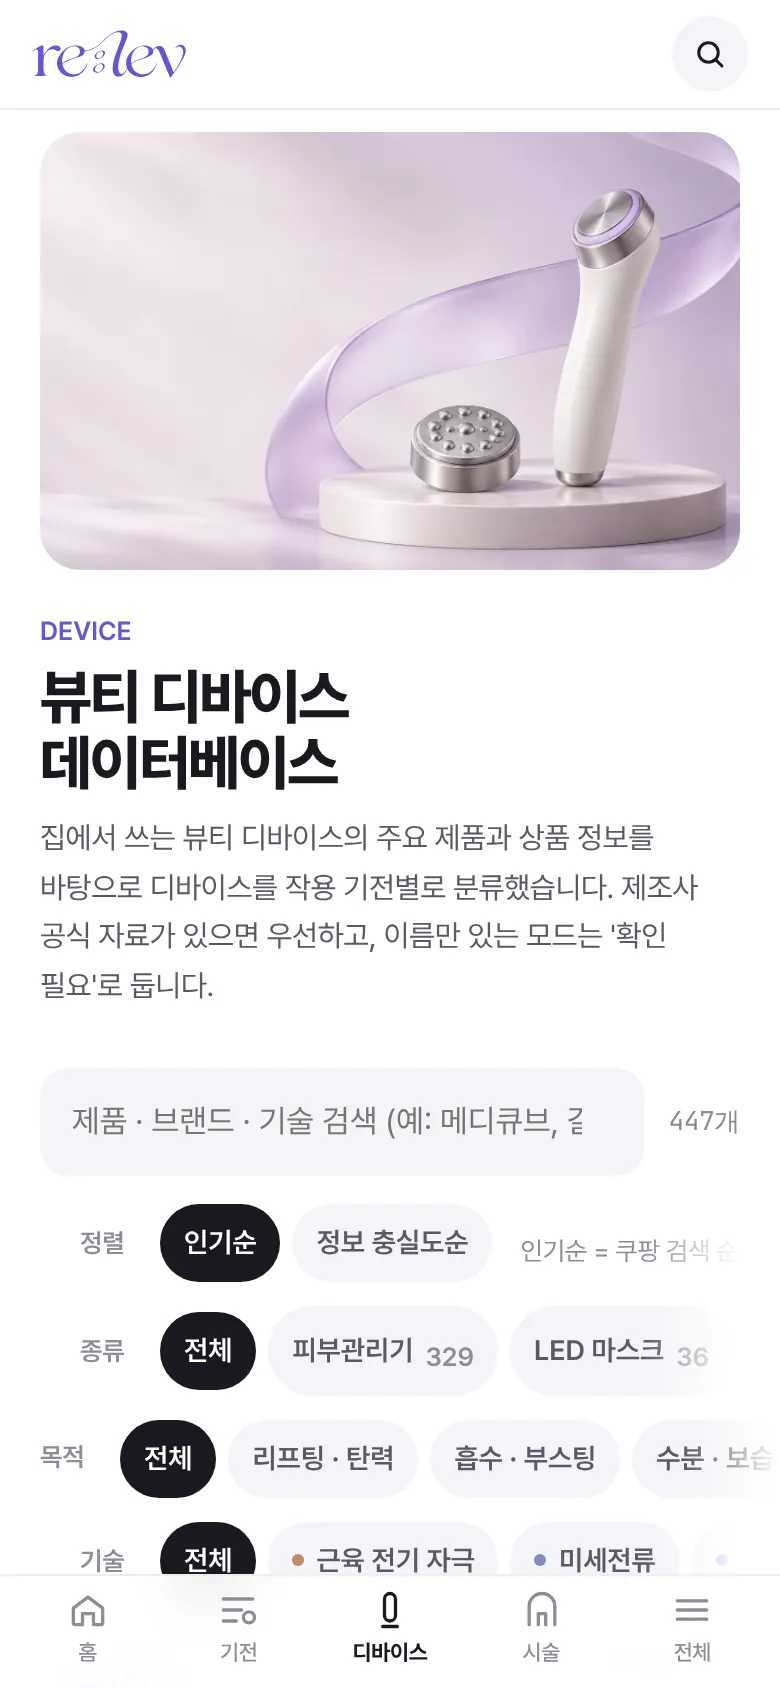 re:lev
DEVICE
뷰티 디바이스
데이터베이스
집에서 쓰는 뷰티 디바이스의 주요 제품과 상품 정보를
바탕으로 디바이스를 작용 기전별로 분류했습니다. 제조사
공식 자료가 있으면 우선하고, 이름만 있는 모드는 '확인
필요'로 둡니다.
제품 · 브랜드 · 기술 검색 (예: 메디큐브, 447개
정렬 인기순 정보 충실도순 인기순 = 쿠팡 검색 순
종류 전체 피부관리기 329 LED 마스크 36
목적 전체 리프팅 · 탄력 흡수 · 부스팅 수분 · 보습
기술 전체 근육 전기 자극 미세전류
홈 기전 디바이스 시술 전체